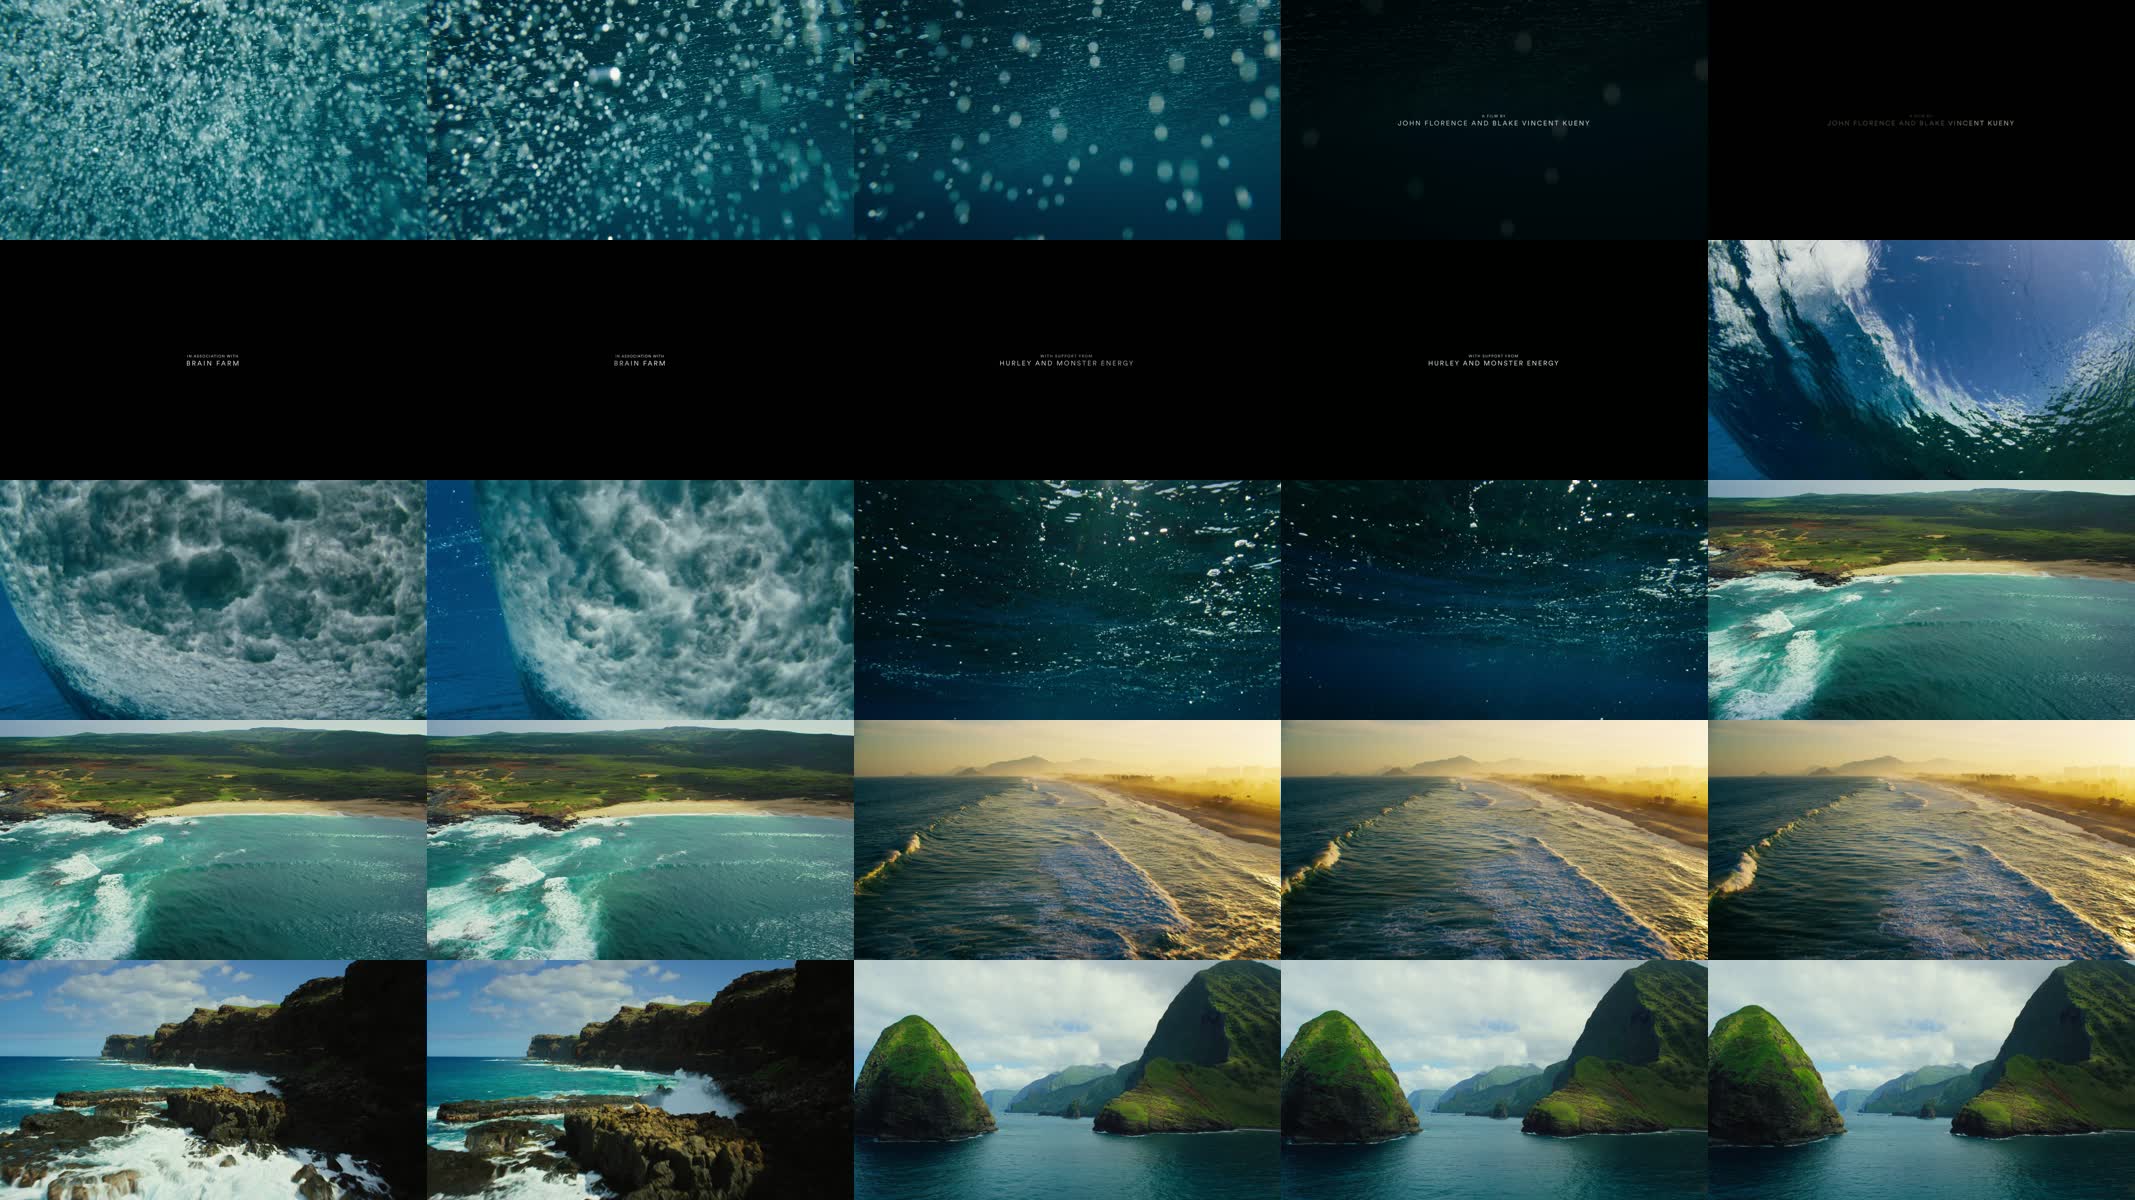 A FILM BY
JOHN FLORENCE AND BLAKE VINCENT KUENY
A FILM BY
JOHN FLORENCE AND BLAKE VINCENT KUENY
IN ASSOCIATION WITH
BRAIN FARM
IN ASSOCIATION WITH
BRAIN FARM
WITH SUPPORT FROM
HURLEY AND MONSTER ENERGY
WITH SUPPORT FROM
HURLEY AND MONSTER ENERGY